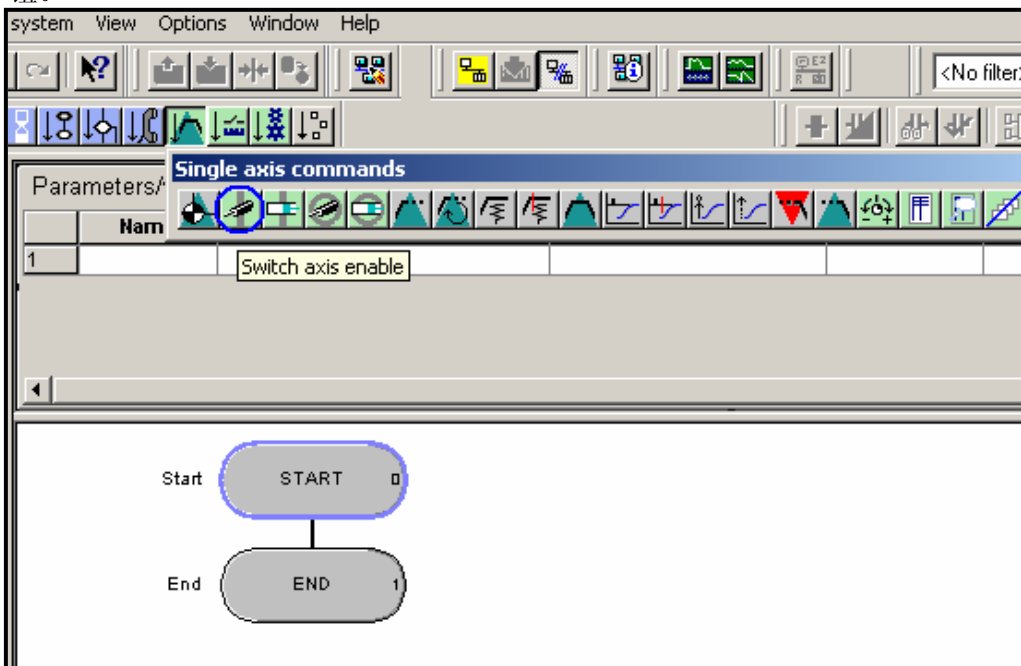 system View Options Window Help
<No filter>
Single axis commands
Parameters/
Nam
1
Switch axis enable
Start START 0
End END 1